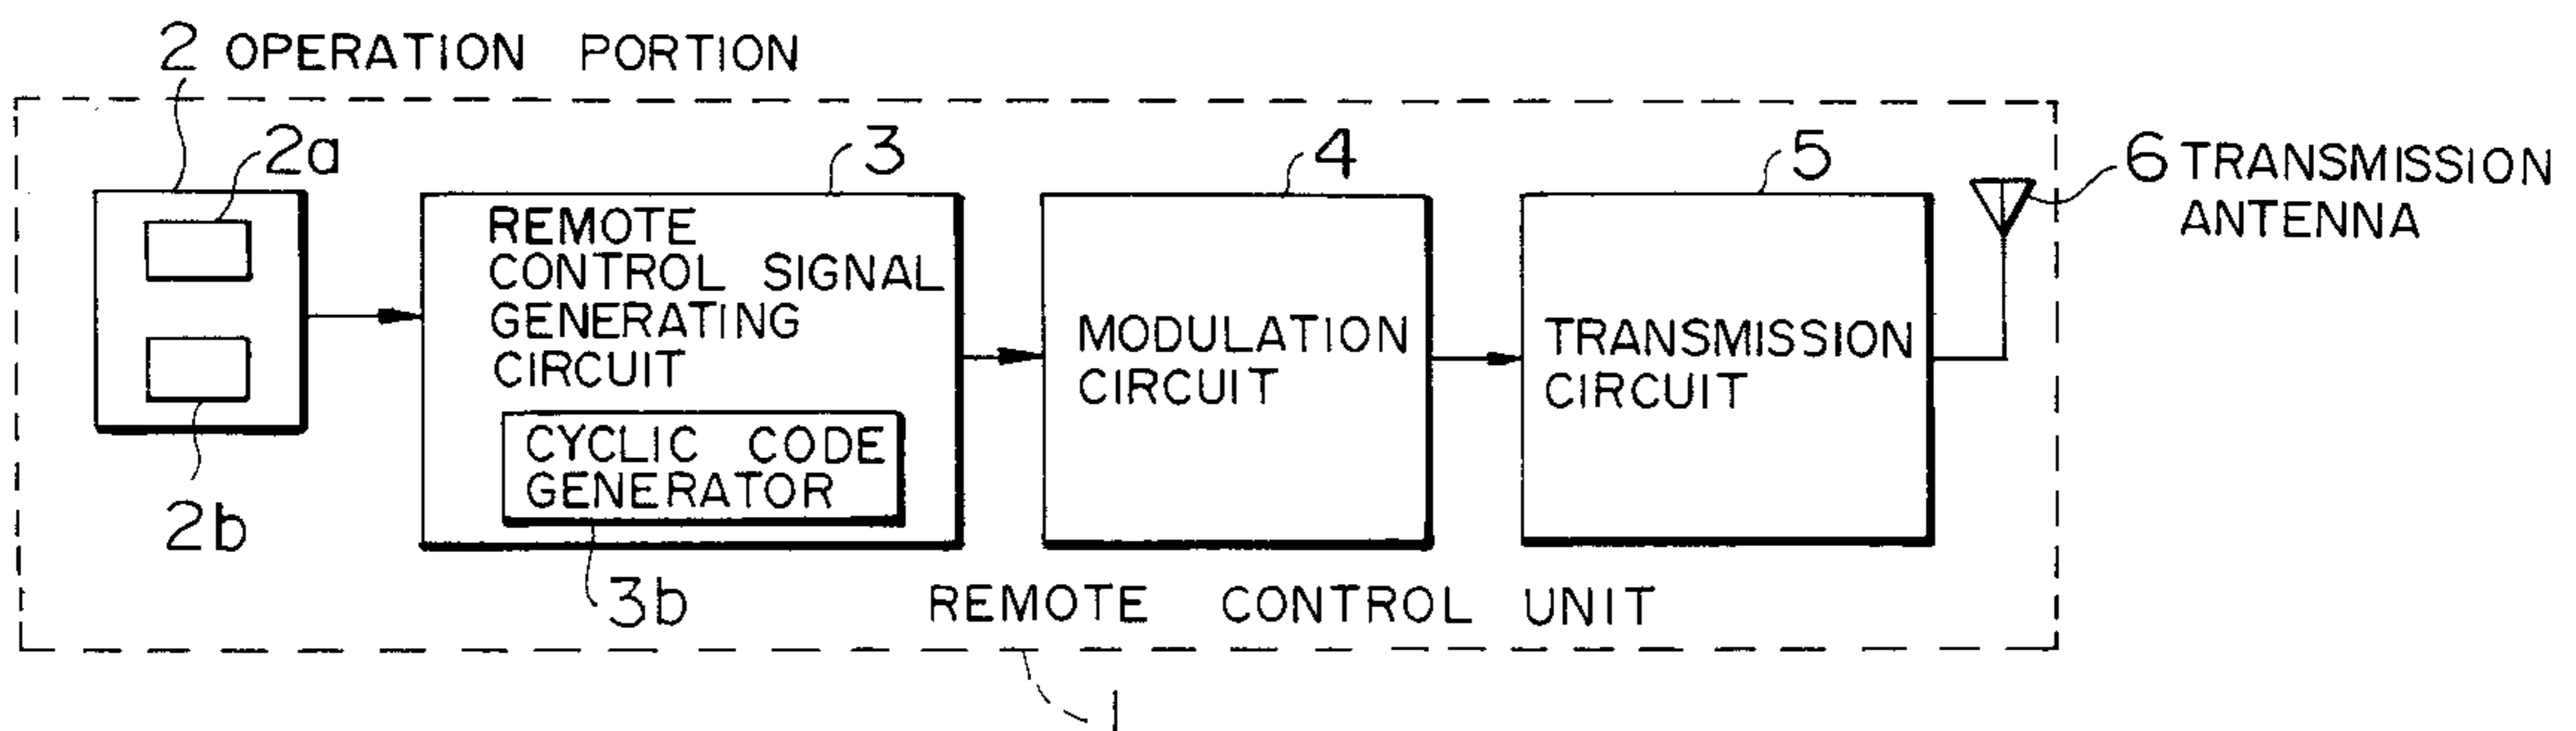 2 OPERATION PORTION
2a
2b
3
REMOTE
CONTROL SIGNAL
GENERATING
CIRCUIT
CYCLIC CODE
GENERATOR
3b
4
MODULATION
CIRCUIT
5
TRANSMISSION
CIRCUIT
6 TRANSMISSION
ANTENNA
REMOTE CONTROL UNIT
1